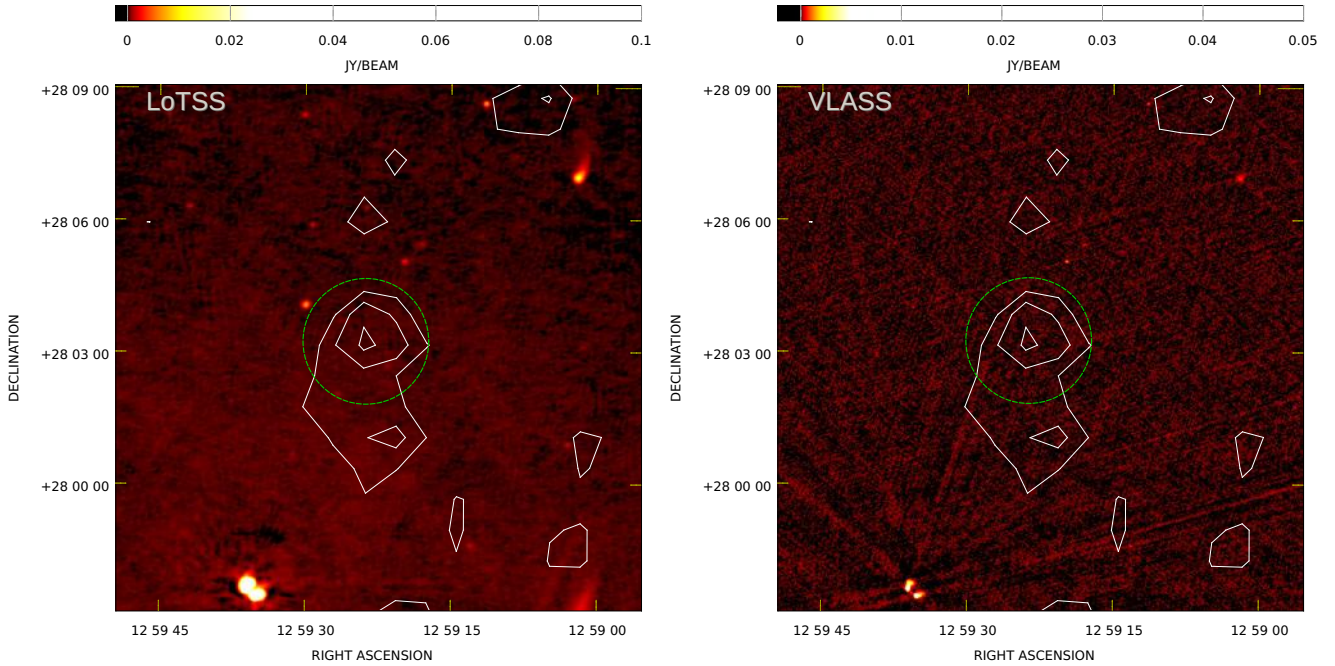 0 0.02 0.04 0.06 0.08 0.1
JY/BEAM
LoTSS
+28 09 00
+28 06 00
+28 03 00
+28 00 00
DECLINATION
12 59 45 12 59 30 12 59 15 12 59 00
RIGHT ASCENSION
0 0.01 0.02 0.03 0.04 0.05
JY/BEAM
VLASS
+28 09 00
+28 06 00
+28 03 00
+28 00 00
DECLINATION
12 59 45 12 59 30 12 59 15 12 59 00
RIGHT ASCENSION